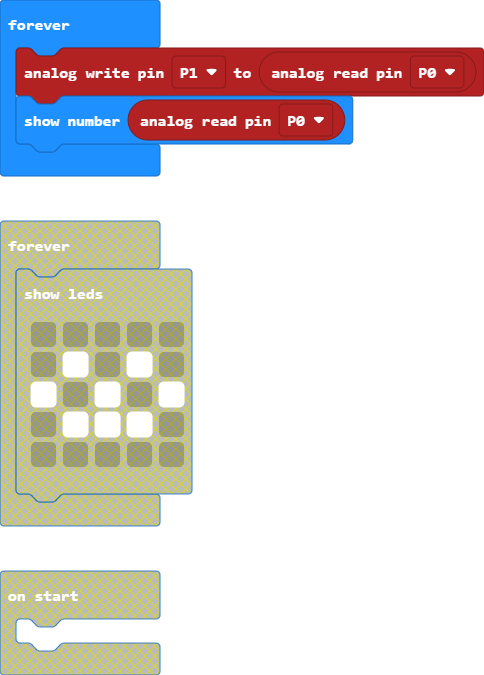 forever
analog write pin P1 to analog read pin P0
show number analog read pin P0
forever
show leds
on start